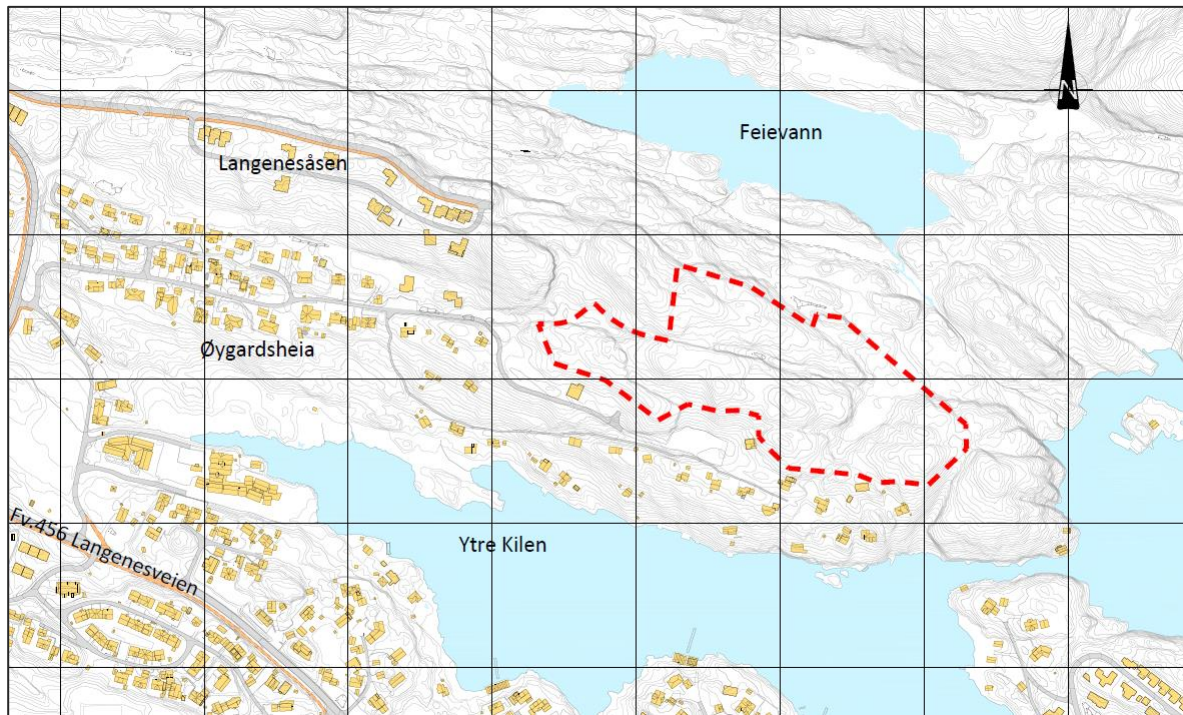 N
Feievann
Langenesåsen
Øygardsheia
Fv.456 Langenesveien
Ytre Kilen